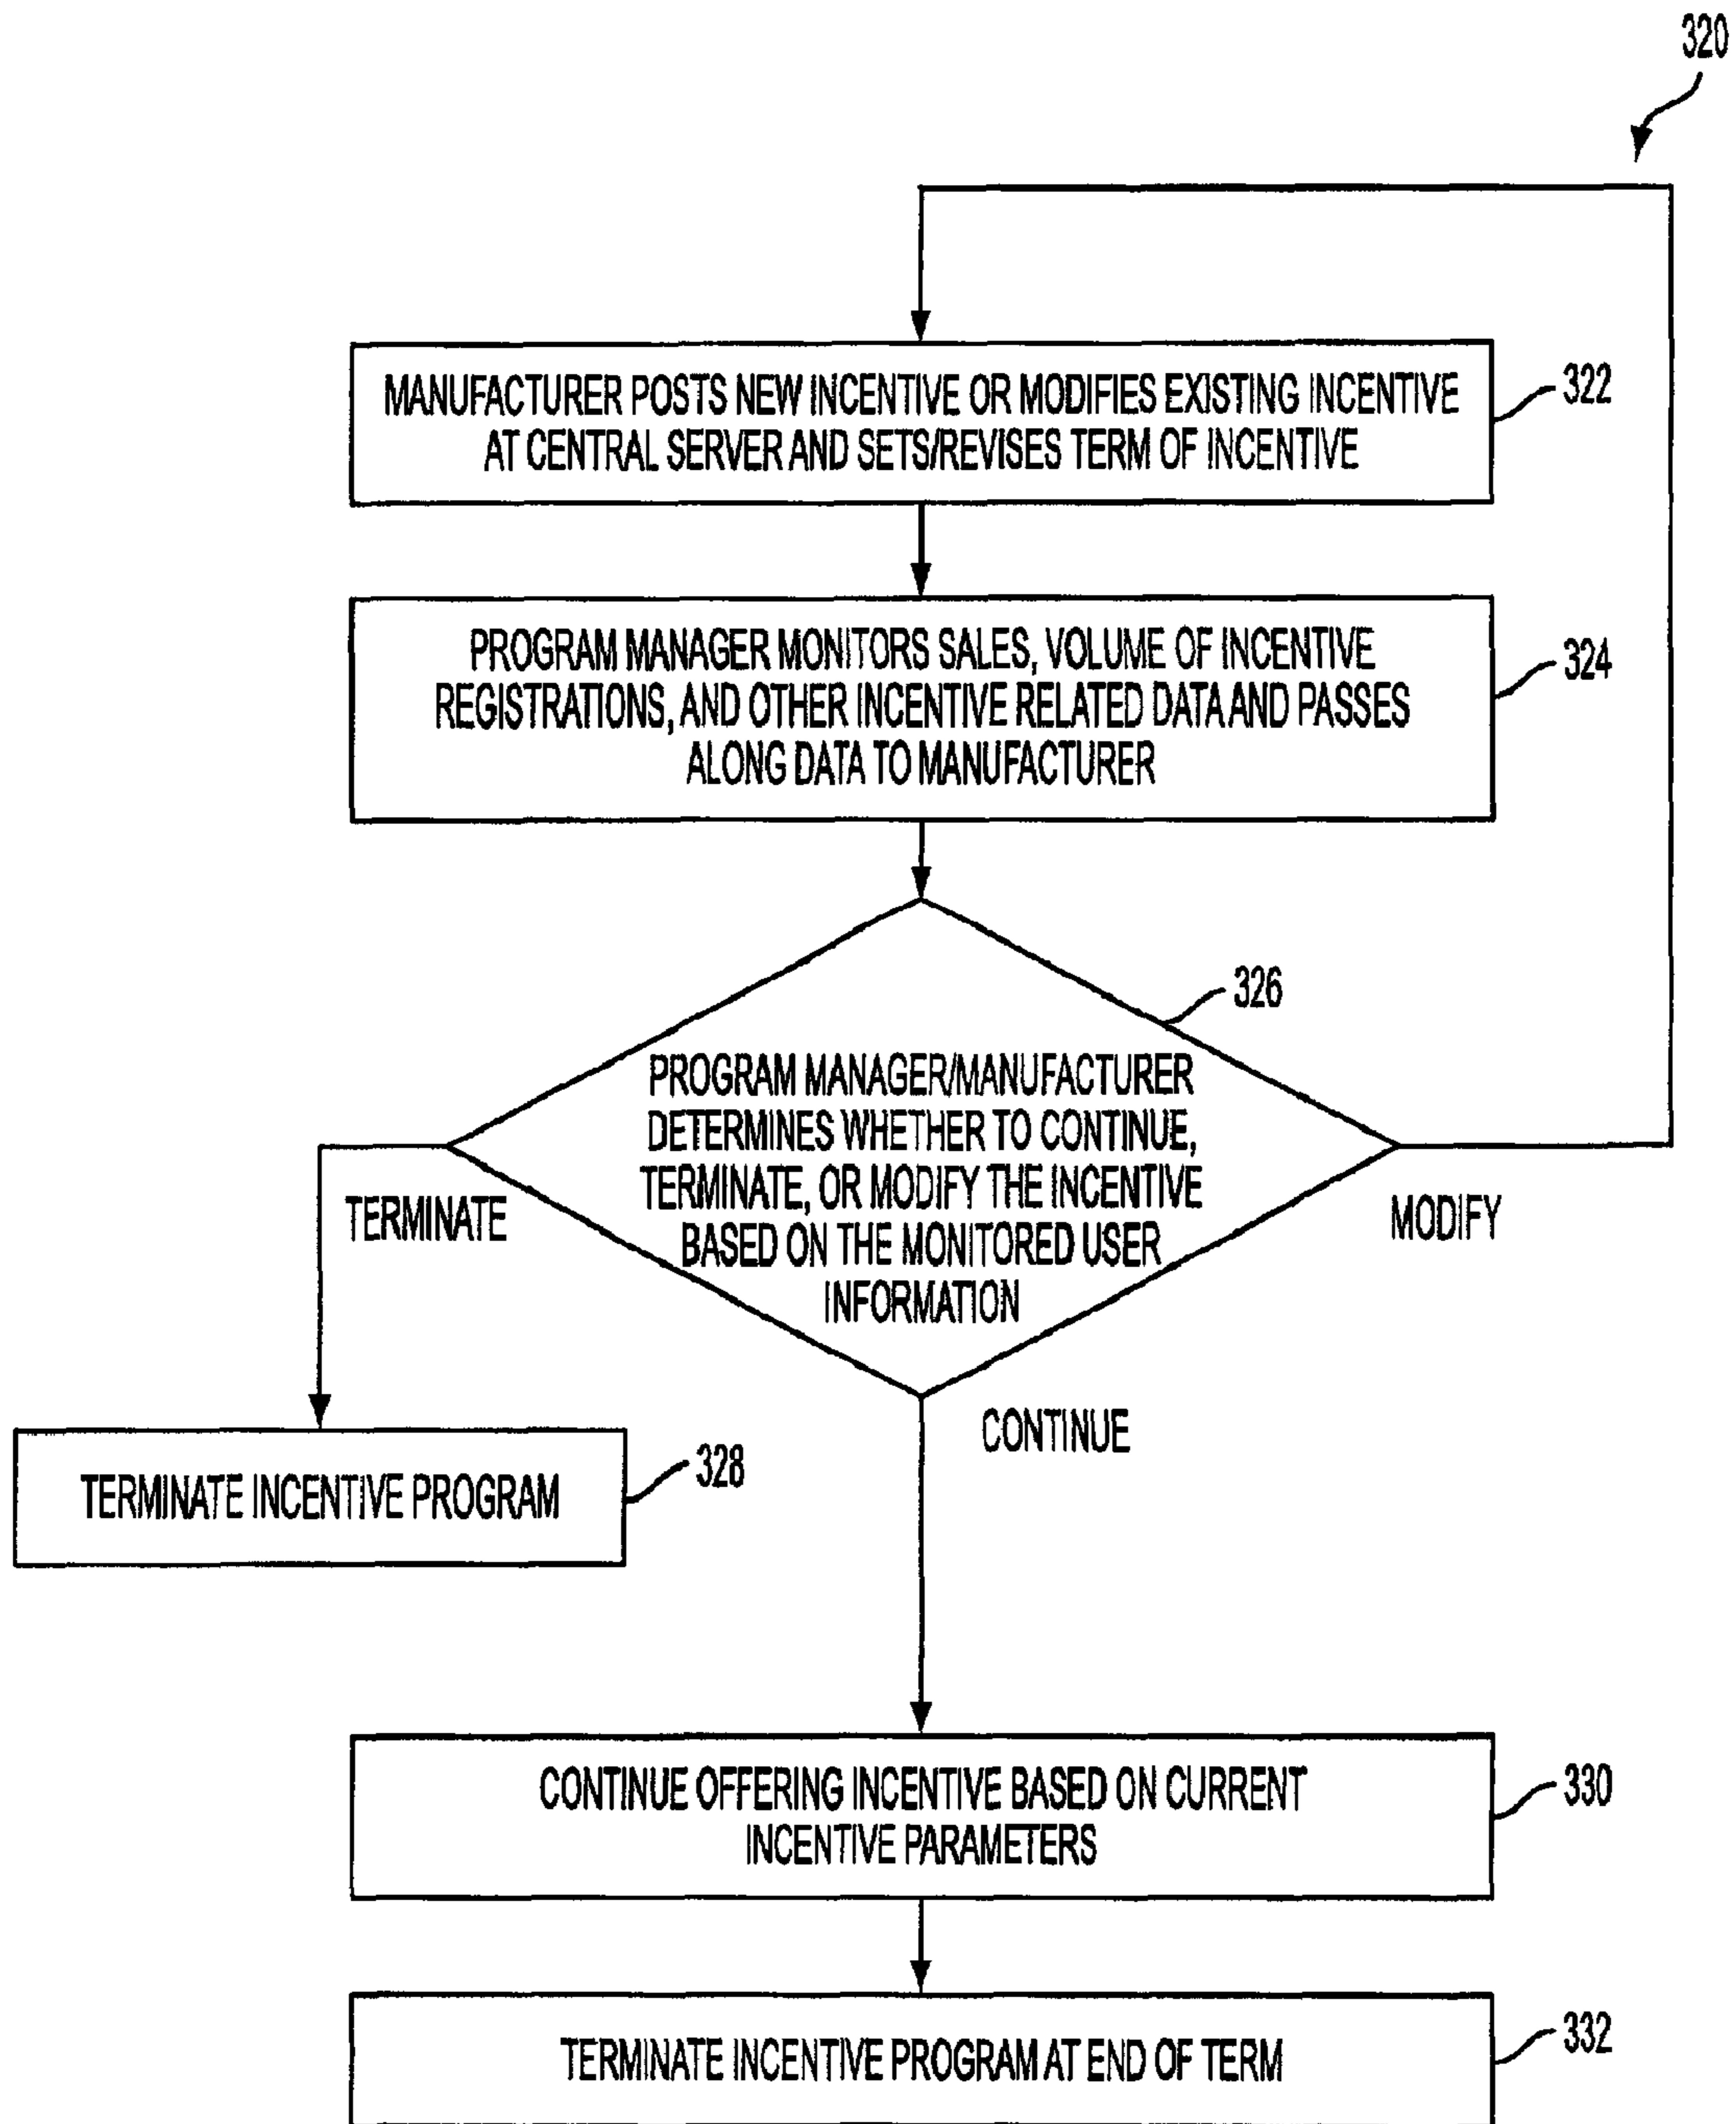 320
MANUFACTURER POSTS NEW INCENTIVE OR MODIFIES EXISTING INCENTIVE
AT CENTRAL SERVER AND SETS/REVISES TERM OF INCENTIVE
322
PROGRAM MANAGER MONITORS SALES, VOLUME OF INCENTIVE
REGISTRATIONS, AND OTHER INCENTIVE RELATED DATA AND PASSES
ALONG DATA TO MANUFACTURER
324
326
PROGRAM MANAGER/MANUFACTURER
DETERMINES WHETHER TO CONTINUE,
TERMINATE, OR MODIFY THE INCENTIVE
BASED ON THE MONITORED USER
INFORMATION
TERMINATE
MODIFY
CONTINUE
TERMINATE INCENTIVE PROGRAM
328
CONTINUE OFFERING INCENTIVE BASED ON CURRENT
INCENTIVE PARAMETERS
330
TERMINATE INCENTIVE PROGRAM AT END OF TERM
332